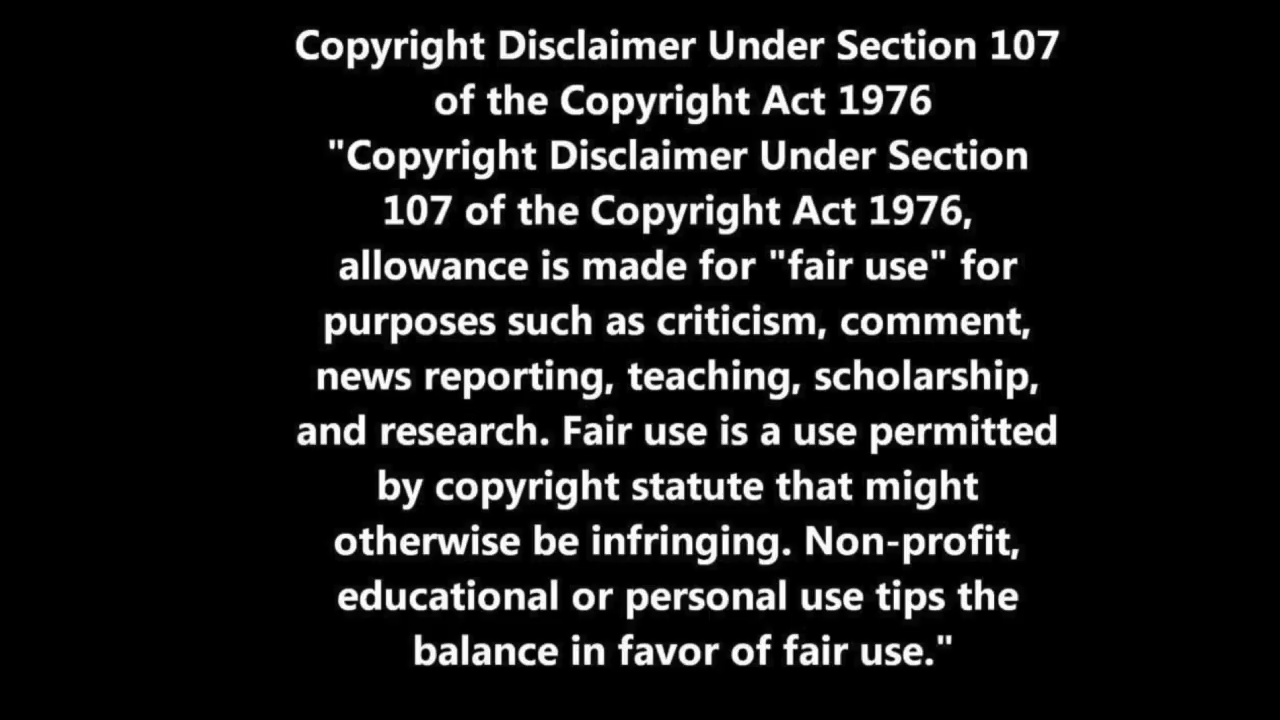 Copyright Disclaimer Under Section 107
of the Copyright Act 1976
"Copyright Disclaimer Under Section
107 of the Copyright Act 1976,
allowance is made for "fair use" for
purposes such as criticism, comment,
news reporting, teaching, scholarship,
and research. Fair use is a use permitted
by copyright statute that might
otherwise be infringing. Non-profit,
educational or personal use tips the
balance in favor of fair use."